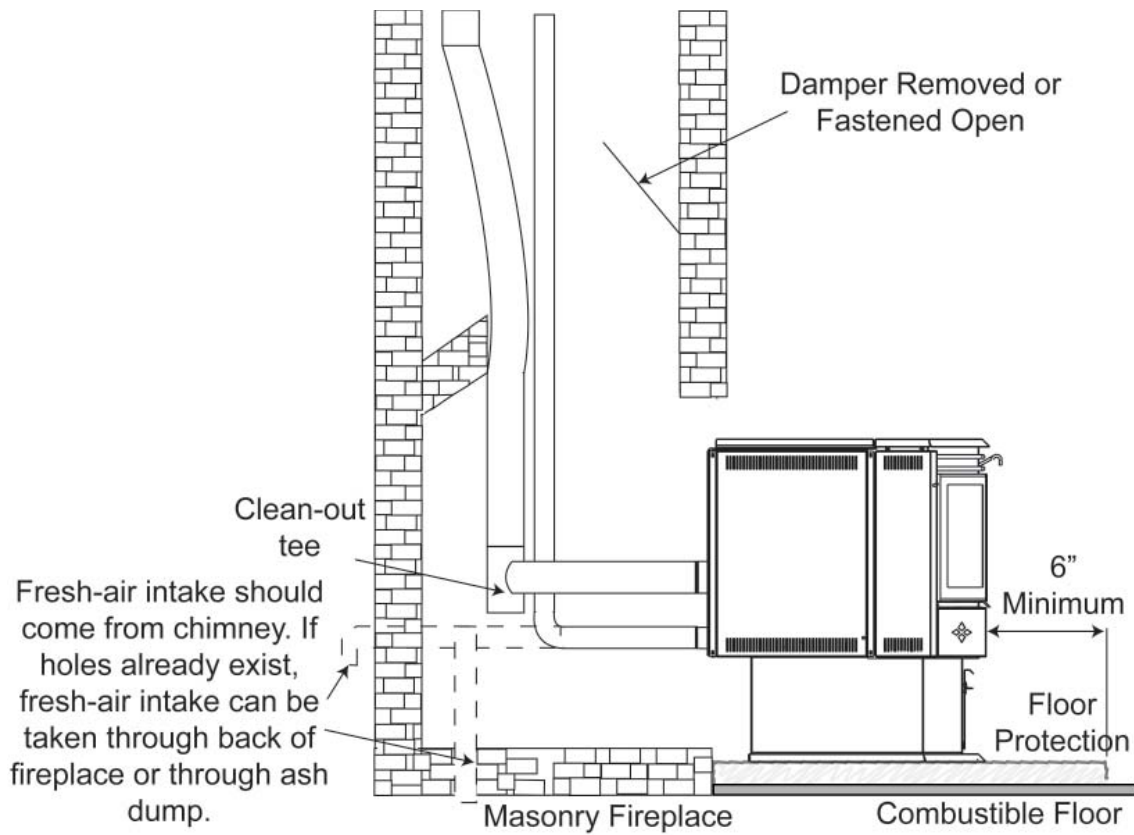 Damper Removed or
Fastened Open
Clean-out
tee
Fresh-air intake should
come from chimney. If
holes already exist,
fresh-air intake can be
taken through back of
fireplace or through ash
dump.
6”
Minimum
Floor
Protection
Masonry Fireplace
Combustible Floor